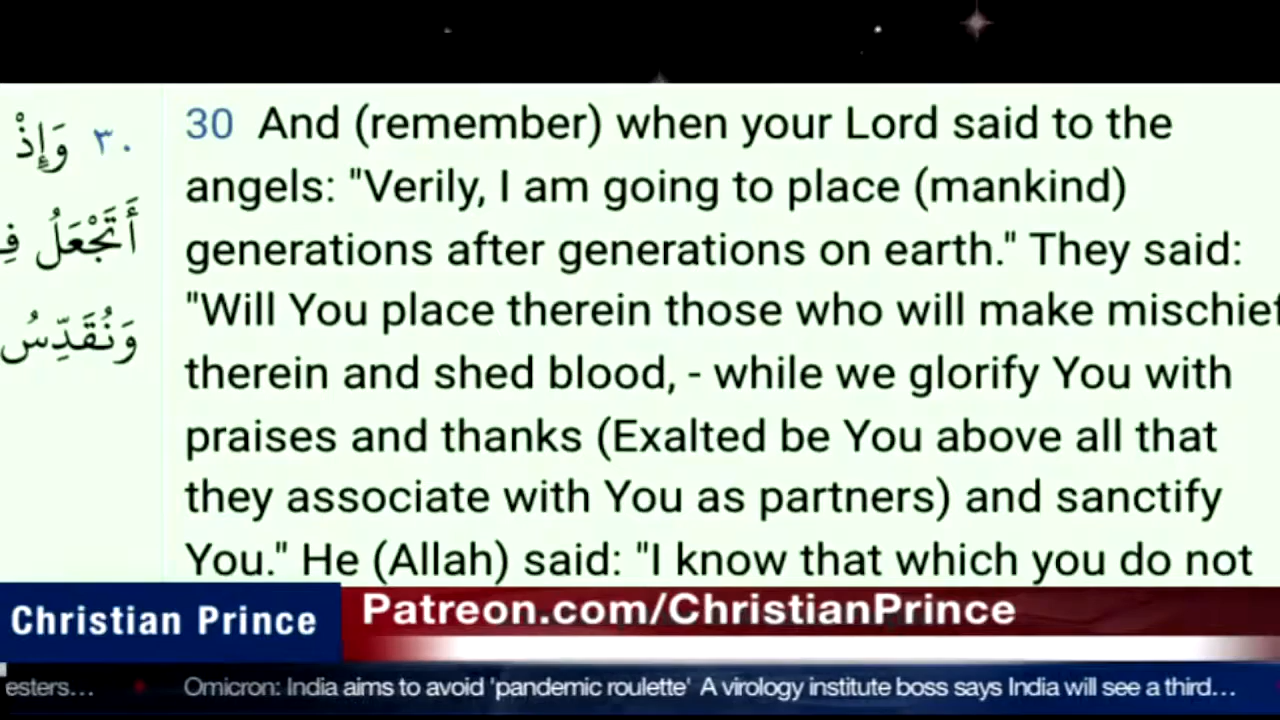 ٣٠ وَإِذْ
أَتَجْعَلُ فِ
وَنُقَدِّسُ
30 And (remember) when your Lord said to the
angels: "Verily, I am going to place (mankind)
generations after generations on earth." They said:
"Will You place therein those who will make mischief
therein and shed blood, - while we glorify You with
praises and thanks (Exalted be You above all that
they associate with You as partners) and sanctify
You." He (Allah) said: "I know that which you do not
Christian Prince
Patreon.com/ChristianPrince
esters... • Omicron: India aims to avoid 'pandemic roulette' A virology institute boss says India will see a third...